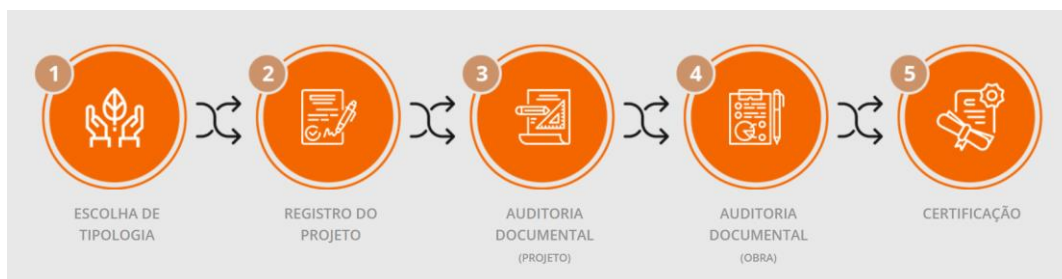 1
2
3
4
5
ESCOLHA DE
TIPOLOGIA
REGISTRO DO
PROJETO
AUDITORIA
DOCUMENTAL
(PROJETO)
AUDITORIA
DOCUMENTAL
(OBRA)
CERTIFICAÇÃO